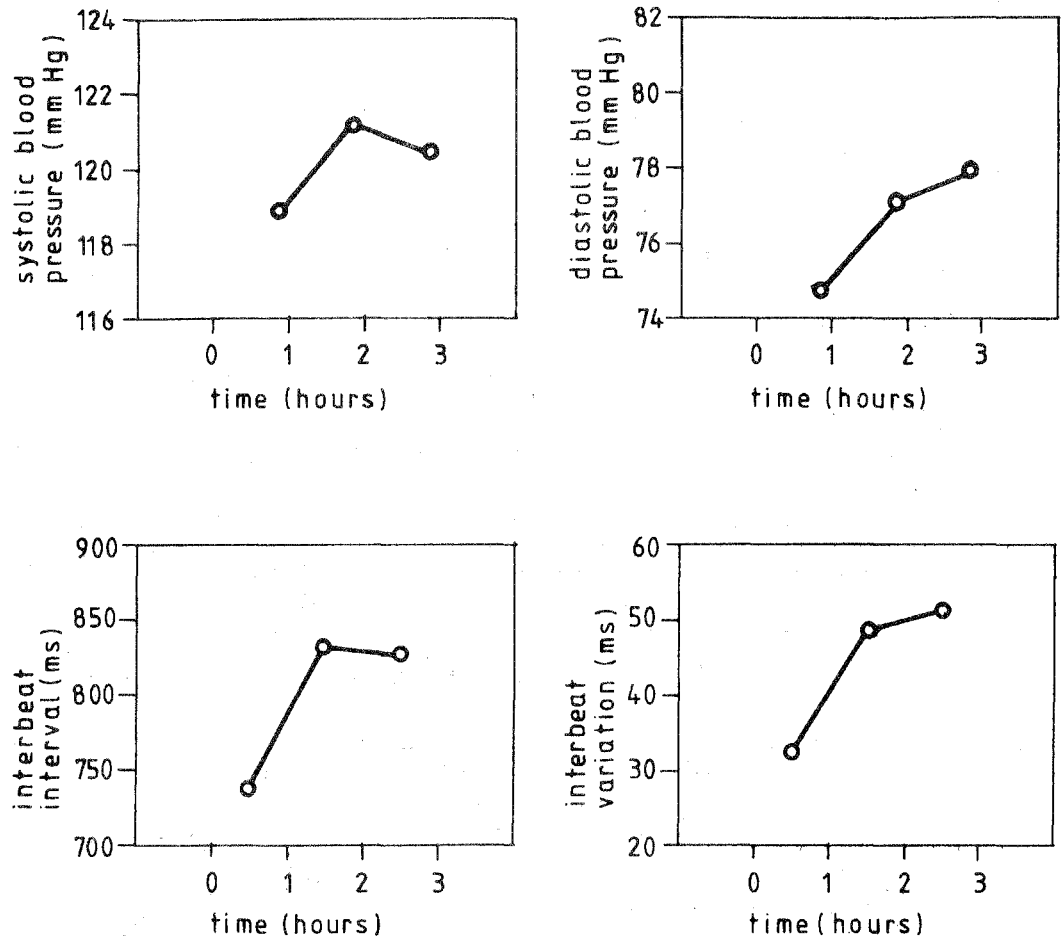 systolic blood
pressure (mm Hg)
124
122
120
118
116
0 1 2 3
time (hours)
diastolic blood
pressure (mm Hg)
82
80
78
76
74
0 1 2 3
time (hours)
interbeat
interval (ms)
900
850
800
750
700
0 1 2 3
time (hours)
interbeat
variation (ms)
60
50
40
30
20
0 1 2 3
time (hours)